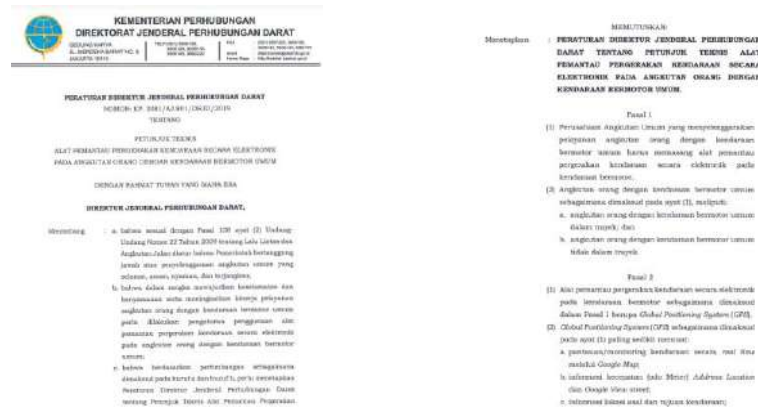 KEMENTERIAN PERHUBUNGAN
DIREKTORAT JENDERAL PERHUBUNGAN DARAT
PERATURAN DIREKTUR JENDERAL PERHUBUNGAN DARAT
TENTANG
PETUNJUK TEKNIS
ALAT PEMANTAU PERGERAKAN KENDARAAN SECARA ELEKTRONIK
PADA ANGKUTAN ORANG DENGAN KENDARAAN BERMOTOR UMUM
DENGAN RAHMAT TUHAN YANG MAHA ESA
DIREKTUR JENDERAL PERHUBUNGAN DARAT,
Menimbang : a. bahwa sesuai dengan Pasal 138 ayat (2) Undang-
Undang Nomor 22 Tahun 2009 tentang Lalu Lintas dan
Angkutan Jalan diatur bahwa Pemerintah bertanggung
jawab atas penyelenggaraan angkutan umum yang
selamat, aman, nyaman, dan terjangkau;
b. bahwa dalam rangka mewujudkan keselamatan dan
keamanan serta meningkatkan kinerja pelayanan
angkutan orang dengan kendaraan bermotor umum
perlu dilakukan pengaturan penggunaan alat
pemantau pergerakan kendaraan secara elektronik
pada angkutan orang dengan kendaraan bermotor
umum;
c. bahwa berdasarkan pertimbangan sebagaimana
dimaksud pada huruf a dan huruf b, perlu menetapkan
Peraturan Direktur Jenderal Perhubungan Darat
tentang Petunjuk Teknis Alat Pemantau Pergerakan
MEMUTUSKAN:
Menetapkan : PERATURAN DIREKTUR JENDERAL PERHUBUNGAN
DARAT TENTANG PETUNJUK TEKNIS ALAT
PEMANTAU PERGERAKAN KENDARAAN SECARA
ELEKTRONIK PADA ANGKUTAN ORANG DENGAN
KENDARAAN BERMOTOR UMUM.
Pasal 1
(1) Perusahaan Angkutan Umum yang menyelenggarakan
pelayanan angkutan orang dengan kendaraan
bermotor umum harus memasang alat pemantau
pergerakan kendaraan secara elektronik pada
kendaraan bermotor.
(2) Angkutan orang dengan kendaraan bermotor umum
sebagaimana dimaksud pada ayat (1), meliputi:
a. angkutan orang dengan kendaraan bermotor umum
dalam trayek; dan
b. angkutan orang dengan kendaraan bermotor umum
tidak dalam trayek.
Pasal 2
(1) Alat pemantau pergerakan kendaraan secara elektronik
pada kendaraan bermotor sebagaimana dimaksud
dalam Pasal 1 berupa Global Positioning System (GPS).
(2) Global Positioning System (GPS) sebagaimana dimaksud
pada ayat (1) paling sedikit memuat:
a. pantauan/monitoring kendaraan secara real time
melalui Google Map;
b. informasi kecepatan (odo Meter) Address Location
dan Google View street;
c. informasi lokasi asal dan tujuan kendaraan;